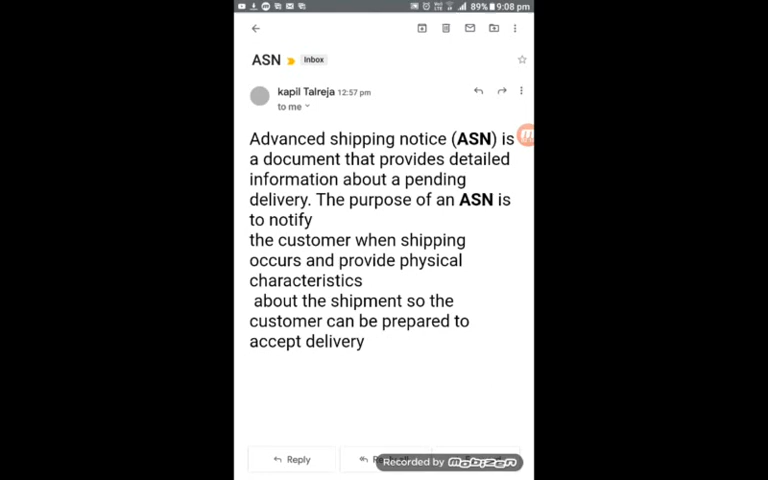 89% 9:08 pm
ASN Inbox
kapil Talreja 12:57 pm
to me
Advanced shipping notice (ASN) is
a document that provides detailed
information about a pending
delivery. The purpose of an ASN is
to notify
the customer when shipping
occurs and provide physical
characteristics
about the shipment so the
customer can be prepared to
accept delivery
Reply
Recorded by mobizen